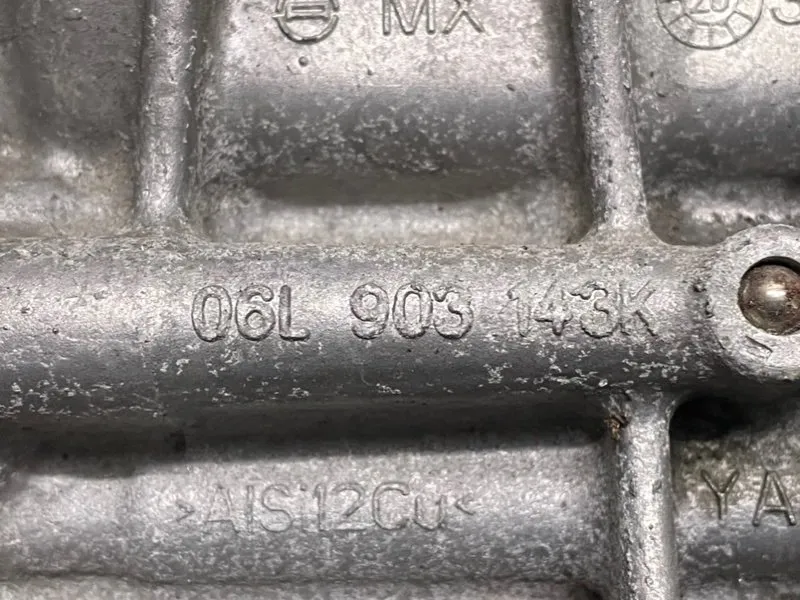 MX
06L 903 143K
>AlSi12Cu<
YA